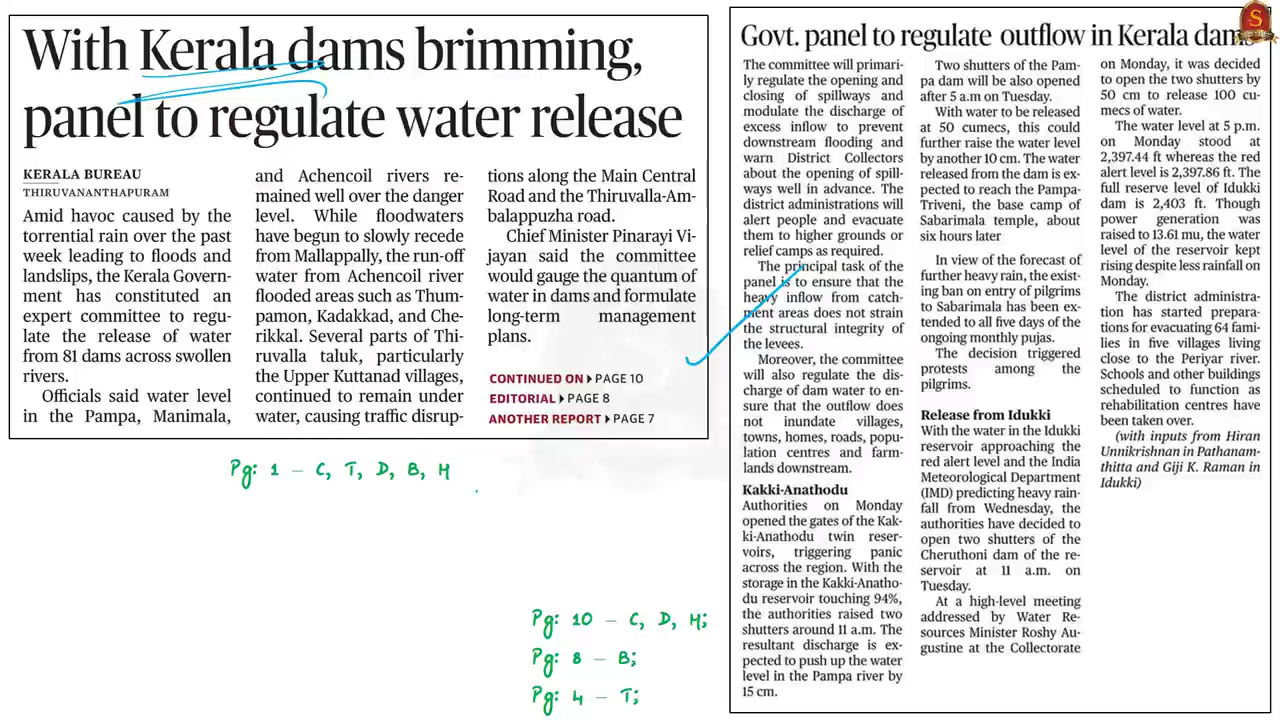 With Kerala dams brimming,
panel to regulate water release
KERALA BUREAU
THIRUVANANTHAPURAM
Amid havoc caused by the
torrential rain over the past
week leading to floods and
landslips, the Kerala Govern-
ment has constituted an
expert committee to regu-
late the release of water
from 81 dams across swollen
rivers.
Officials said water level
in the Pampa, Manimala,
and Achencoil rivers re-
mained well over the danger
level. While floodwaters
have begun to slowly recede
from Mallappally, the run-off
water from Achencoil river
flooded areas such as Thum-
pamon, Kadakkad, and Che-
rikkal. Several parts of Thi-
ruvalla taluk, particularly
the Upper Kuttanad villages,
continued to remain under
water, causing traffic disrup-
tions along the Main Central
Road and the Thiruvalla-Am-
balappuzha road.
Chief Minister Pinarayi Vi-
jayan said the committee
would gauge the quantum of
water in dams and formulate
long-term management
plans.
CONTINUED ON PAGE 10
EDITORIAL PAGE 8
ANOTHER REPORT PAGE 7
Pg: 1 - C, T, D, B, H
Pg: 10 - C, D, H;
Pg: 8 - B;
Pg: 4 - T;
Govt. panel to regulate outflow in Kerala dams
The committee will primari-
ly regulate the opening and
closing of spillways and
modulate the discharge of
excess inflow to prevent
downstream flooding and
warn District Collectors
about the opening of spill-
ways well in advance. The
district administrations will
alert people and evacuate
them to higher grounds or
relief camps as required.
The principal task of the
panel is to ensure that the
heavy inflow from catch-
ment areas does not strain
the structural integrity of
the levees.
Moreover, the committee
will also regulate the dis-
charge of dam water to en-
sure that the outflow does
not inundate villages,
towns, homes, roads, popu-
lation centres and farm-
lands downstream.
Kakki-Anathodu
Authorities on Monday
opened the gates of the Kak-
ki-Anathodu twin reser-
voirs, triggering panic
across the region. With the
storage in the Kakki-Anatho-
du reservoir touching 94%,
the authorities raised two
shutters around 11 a.m. The
resultant discharge is ex-
pected to push up the water
level in the Pampa river by
15 cm.
Two shutters of the Pam-
pa dam will be also opened
after 5 a.m on Tuesday.
With water to be released
at 50 cumecs, this could
further raise the water level
by another 10 cm. The water
released from the dam is ex-
pected to reach the Pampa-
Triveni, the base camp of
Sabarimala temple, about
six hours later
In view of the forecast of
further heavy rain, the exist-
ing ban on entry of pilgrims
to Sabarimala has been ex-
tended to all five days of the
ongoing monthly pujas.
The decision triggered
protests among the
pilgrims.
Release from Idukki
With the water in the Idukki
reservoir approaching the
red alert level and the India
Meteorological Department
(IMD) predicting heavy rain-
fall from Wednesday, the
authorities have decided to
open two shutters of the
Cheruthoni dam of the re-
servoir at 11 a.m. on
Tuesday.
At a high-level meeting
addressed by Water Re-
sources Minister Roshy Au-
gustine at the Collectorate
on Monday, it was decided
to open the two shutters by
50 cm to release 100 cu-
mecs of water.
The water level at 5 p.m.
on Monday stood at
2,397.44 ft whereas the red
alert level is 2,397.86 ft. The
full reserve level of Idukki
dam is 2,403 ft. Though
power generation was
raised to 13.61 mu, the water
level of the reservoir kept
rising despite less rainfall on
Monday.
The district administra-
tion has started prepara-
tions for evacuating 64 fami-
lies in five villages living
close to the Periyar river.
Schools and other buildings
scheduled to function as
rehabilitation centres have
been taken over.
(with inputs from Hiran
Unnikrishnan in Pathanam-
thitta and Giji K. Raman in
Idukki)